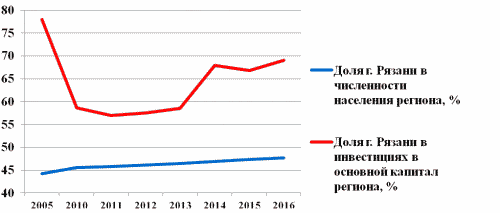 80
75
70
65
60
55
50
45
40
2005 2010 2011 2012 2013 2014 2015 2016
Доля г. Рязани в
численности
населения региона, %
Доля г. Рязани в
инвестициях в
основной капитал
региона, %